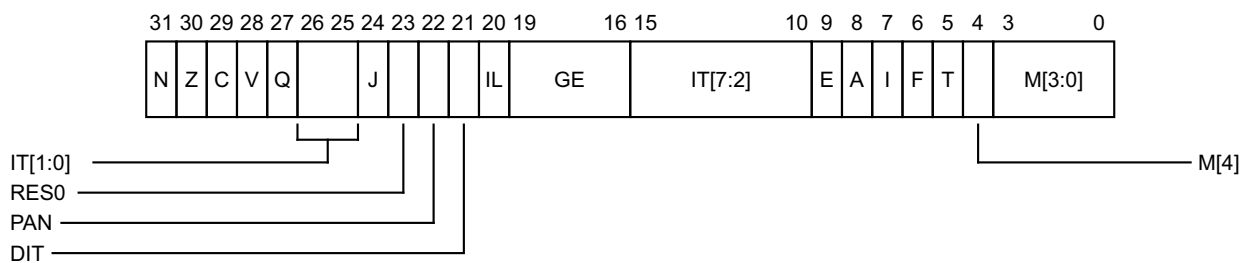 31 30 29 28 27 26 25 24 23 22 21 20 19 16 15 10 9 8 7 6 5 4 3 0
N Z C V Q J IL GE IT[7:2] E A I F T M[3:0]
IT[1:0] M[4]
RES0
PAN
DIT